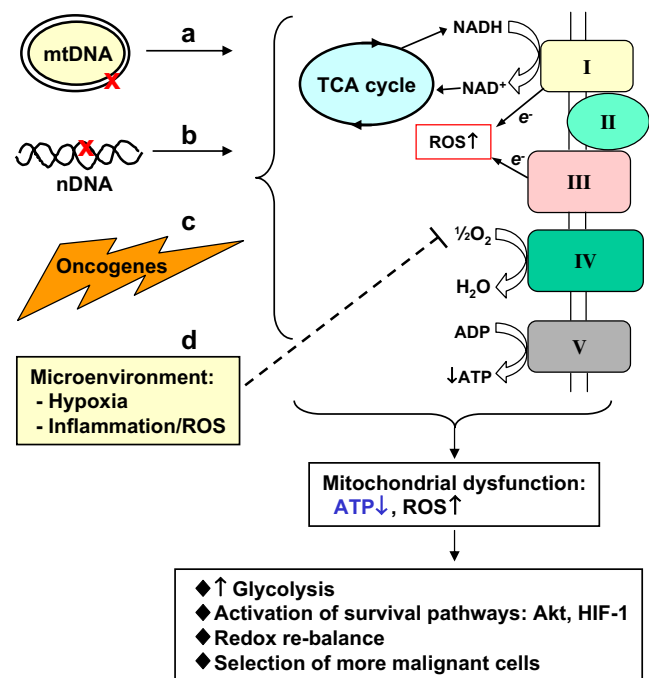 a
mtDNA
X
b
X
nDNA
c
Oncogenes
d
Microenvironment:
- Hypoxia
- Inflammation/ROS
TCA cycle
NADH
NAD⁺
I
e⁻
II
ROS↑
e⁻
III
½O₂
IV
H₂O
ADP
V
↓ATP
Mitochondrial dysfunction:
ATP↓, ROS↑
◆↑ Glycolysis
◆Activation of survival pathways: Akt, HIF-1
◆Redox re-balance
◆Selection of more malignant cells